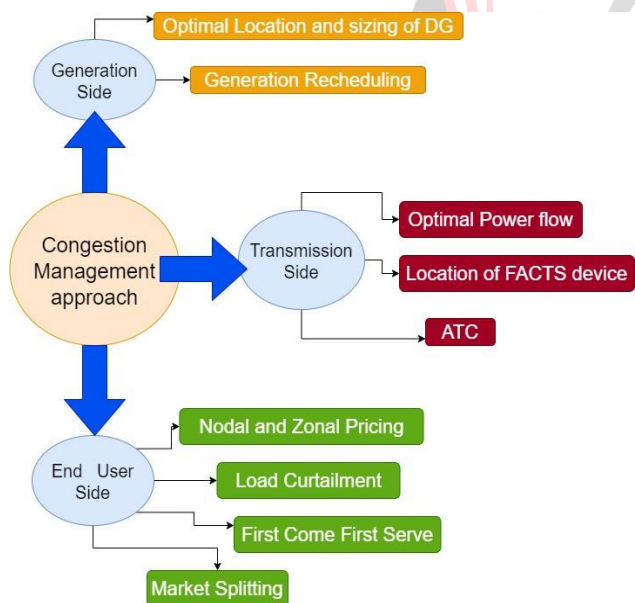 Optimal Location and sizing of DG
Generation
Side
Generation Recheduling
Congestion
Management
approach
Transmission
Side
Optimal Power flow
Location of FACTS device
ATC
End User
Side
Nodal and Zonal Pricing
Load Curtailment
First Come First Serve
Market Splitting